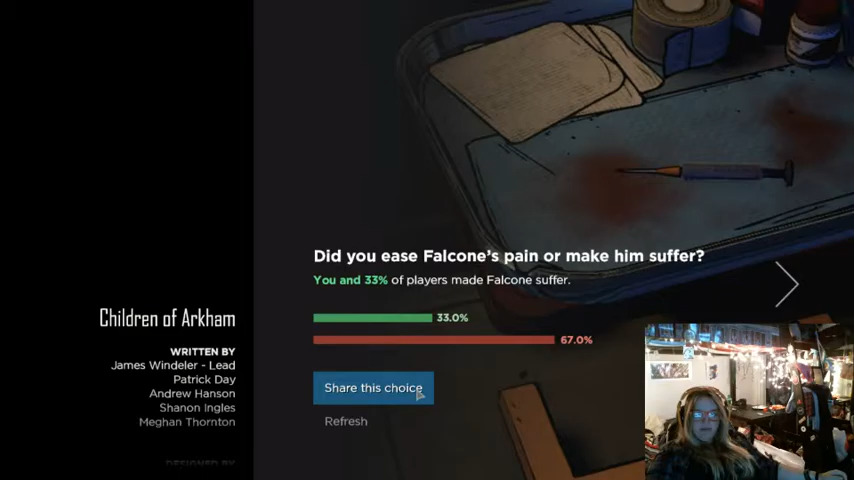 Children of Arkham
WRITTEN BY
James Windeler - Lead
Patrick Day
Andrew Hanson
Shanon Ingles
Meghan Thornton
DESIGNED BY
Did you ease Falcone's pain or make him suffer?
You and 33% of players made Falcone suffer.
33.0%
67.0%
Share this choice
Refresh